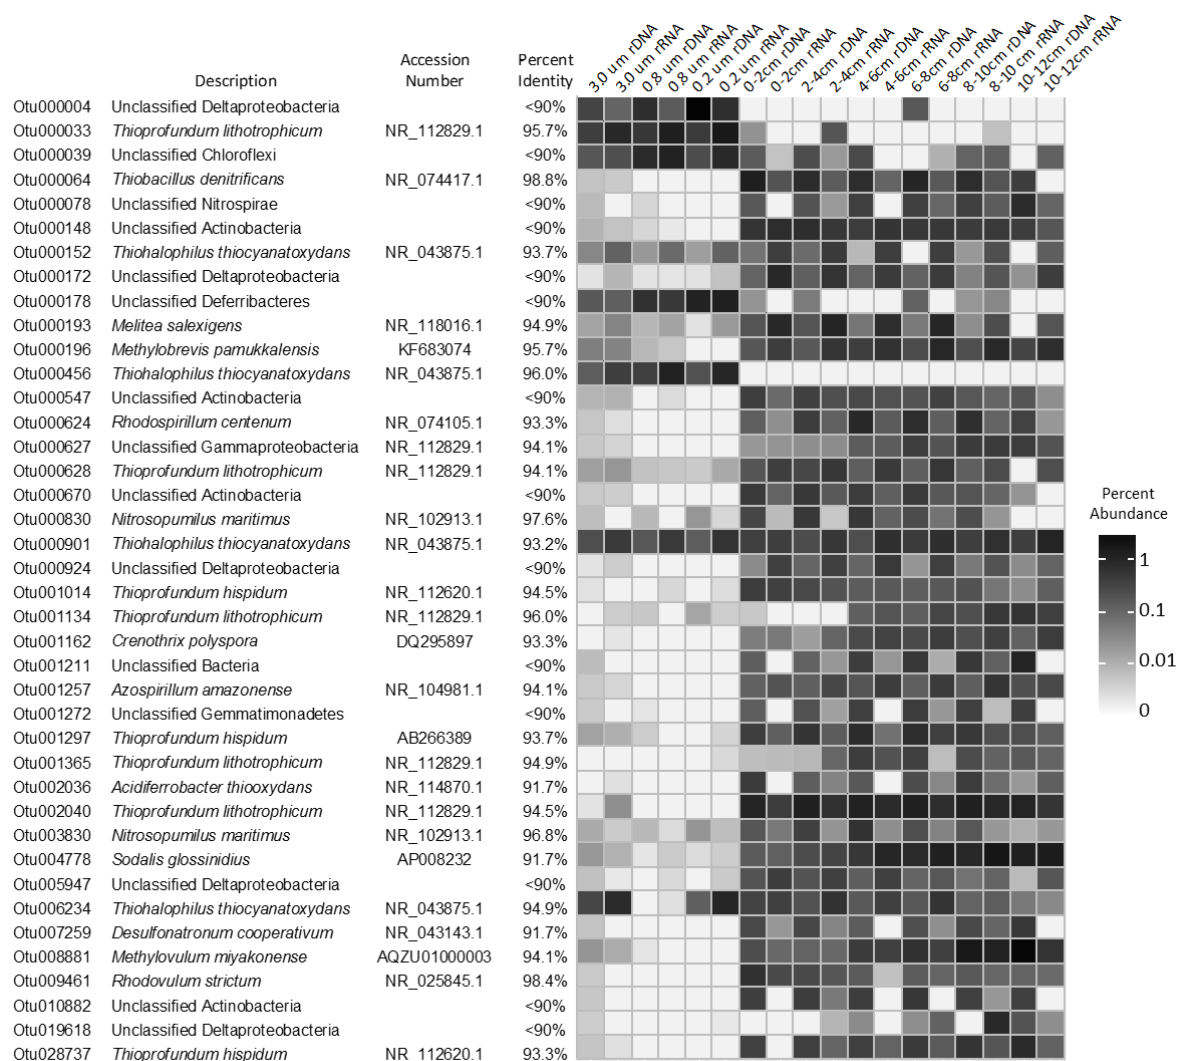 3.0 um rDNA
3.0 um rRNA
0.8 um rDNA
0.8 um rRNA
0.2 um rDNA
0.2 um rRNA
0-2cm rDNA
0-2cm rRNA
2-4cm rDNA
2-4cm rRNA
4-6cm rDNA
4-6cm rRNA
6-8cm rDNA
6-8cm rRNA
8-10cm rDNA
8-10 cm rRNA
10-12cm rDNA
10-12cm rRNA
Description Accession Number Percent Identity
Otu000004 Unclassified Deltaproteobacteria <90%
Otu000033 Thioprofundum lithotrophicum NR_112829.1 95.7%
Otu000039 Unclassified Chloroflexi <90%
Otu000064 Thiobacillus denitrificans NR_074417.1 98.8%
Otu000078 Unclassified Nitrospirae <90%
Otu000148 Unclassified Actinobacteria <90%
Otu000152 Thiohalophilus thiocyanatoxydans NR_043875.1 93.7%
Otu000172 Unclassified Deltaproteobacteria <90%
Otu000178 Unclassified Deferribacteres <90%
Otu000193 Melitea salexigens NR_118016.1 94.9%
Otu000196 Methylobrevis pamukkalensis KF683074 95.7%
Otu000456 Thiohalophilus thiocyanatoxydans NR_043875.1 96.0%
Otu000547 Unclassified Actinobacteria <90%
Otu000624 Rhodospirillum centenum NR_074105.1 93.3%
Otu000627 Unclassified Gammaproteobacteria NR_112829.1 94.1%
Otu000628 Thioprofundum lithotrophicum NR_112829.1 94.1%
Otu000670 Unclassified Actinobacteria <90%
Otu000830 Nitrosopumilus maritimus NR_102913.1 97.6%
Otu000901 Thiohalophilus thiocyanatoxydans NR_043875.1 93.2%
Otu000924 Unclassified Deltaproteobacteria <90%
Otu001014 Thioprofundum hispidum NR_112620.1 94.5%
Otu001134 Thioprofundum lithotrophicum NR_112829.1 96.0%
Otu001162 Crenothrix polyspora DQ295897 93.3%
Otu001211 Unclassified Bacteria <90%
Otu001257 Azospirillum amazonense NR_104981.1 94.1%
Otu001272 Unclassified Gemmatimonadetes <90%
Otu001297 Thioprofundum hispidum AB266389 93.7%
Otu001365 Thioprofundum lithotrophicum NR_112829.1 94.9%
Otu002036 Acidiferrobacter thiooxydans NR_114870.1 91.7%
Otu002040 Thioprofundum lithotrophicum NR_112829.1 94.5%
Otu003830 Nitrosopumilus maritimus NR_102913.1 96.8%
Otu004778 Sodalis glossinidius AP008232 91.7%
Otu005947 Unclassified Deltaproteobacteria <90%
Otu006234 Thiohalophilus thiocyanatoxydans NR_043875.1 94.9%
Otu007259 Desulfonatronum cooperativum NR_043143.1 91.7%
Otu008881 Methylovulum miyakonense AQZU01000003 94.1%
Otu009461 Rhodovulum strictum NR_025845.1 98.4%
Otu010882 Unclassified Actinobacteria <90%
Otu019618 Unclassified Deltaproteobacteria <90%
Otu028737 Thioprofundum hispidum NR_112620.1 93.3%
Percent
Abundance
1
0.1
0.01
0